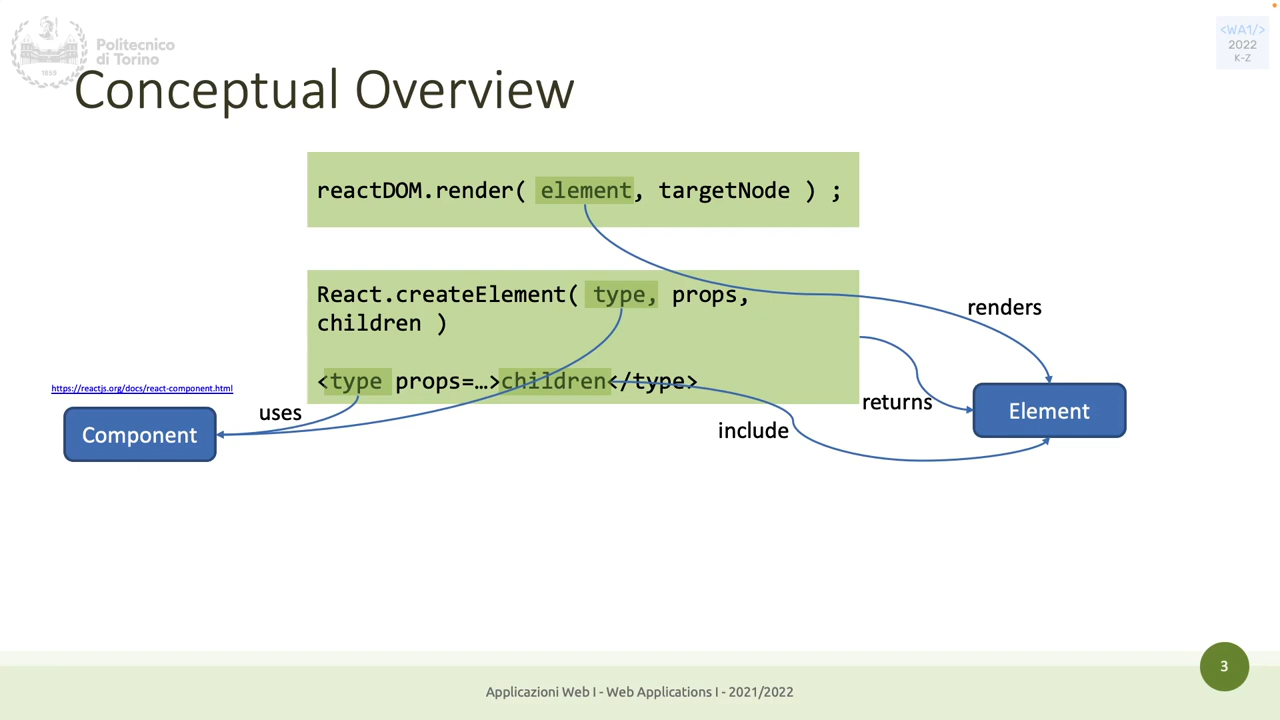 Politecnico
di Torino
1859
<WA1/>
2022
K-Z
Conceptual Overview
reactDOM.render( element, targetNode ) ;
React.createElement( type, props,
children )
<type props=…>children</type>
renders
https://reactjs.org/docs/react-component.html
uses
returns
include
Component
Element
3
Applicazioni Web I - Web Applications I - 2021/2022